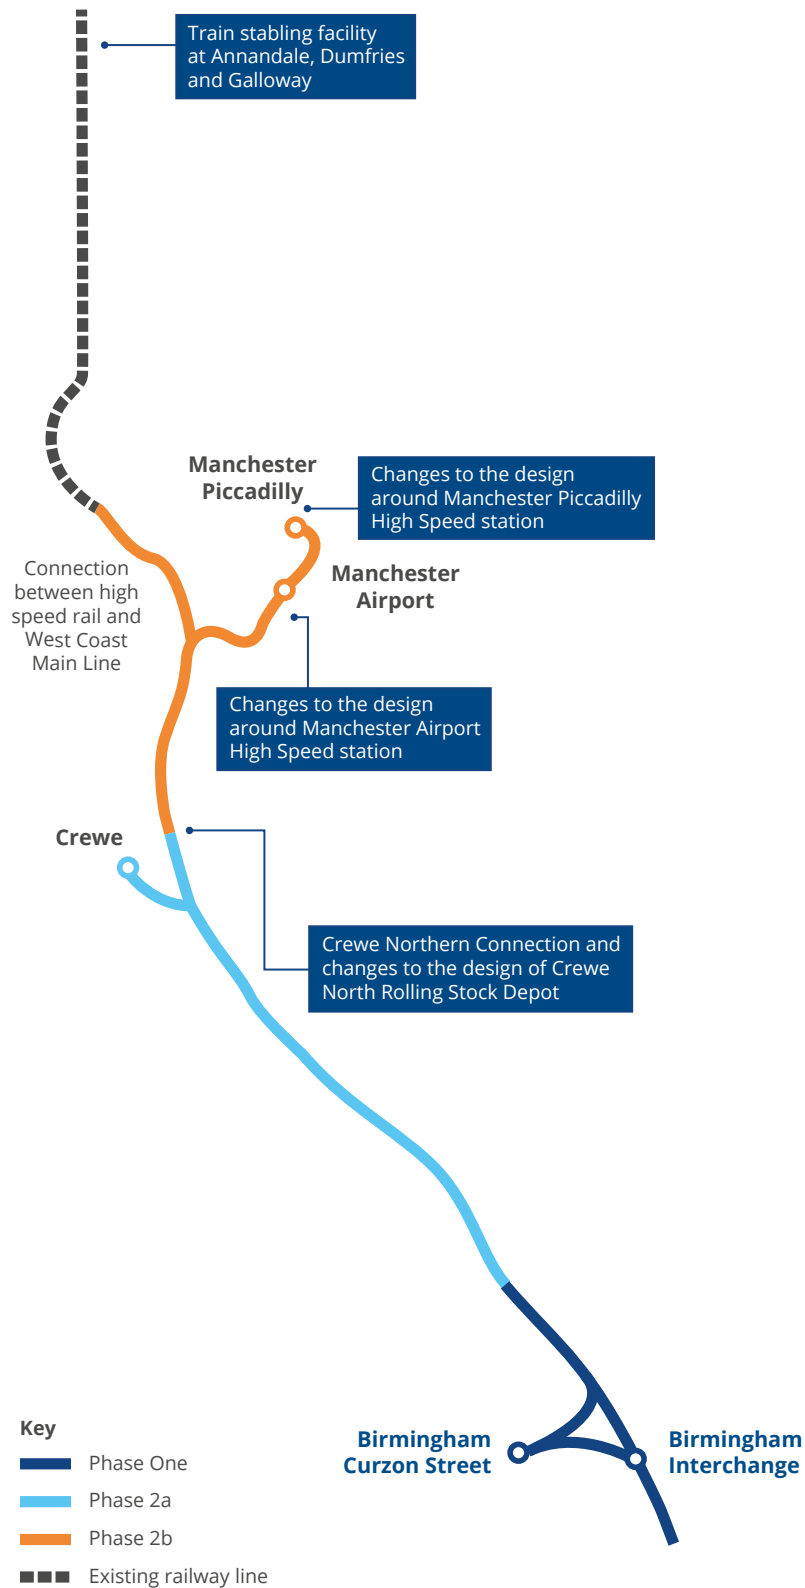 Train stabling facility
at Annandale, Dumfries
and Galloway
Manchester
Piccadilly
Changes to the design
around Manchester Piccadilly
High Speed station
Connection
between high
speed rail and
West Coast
Main Line
Manchester
Airport
Changes to the design
around Manchester Airport
High Speed station
Crewe
Crewe Northern Connection and
changes to the design of Crewe
North Rolling Stock Depot
Birmingham
Curzon Street
Birmingham
Interchange
Key
Phase One
Phase 2a
Phase 2b
Existing railway line